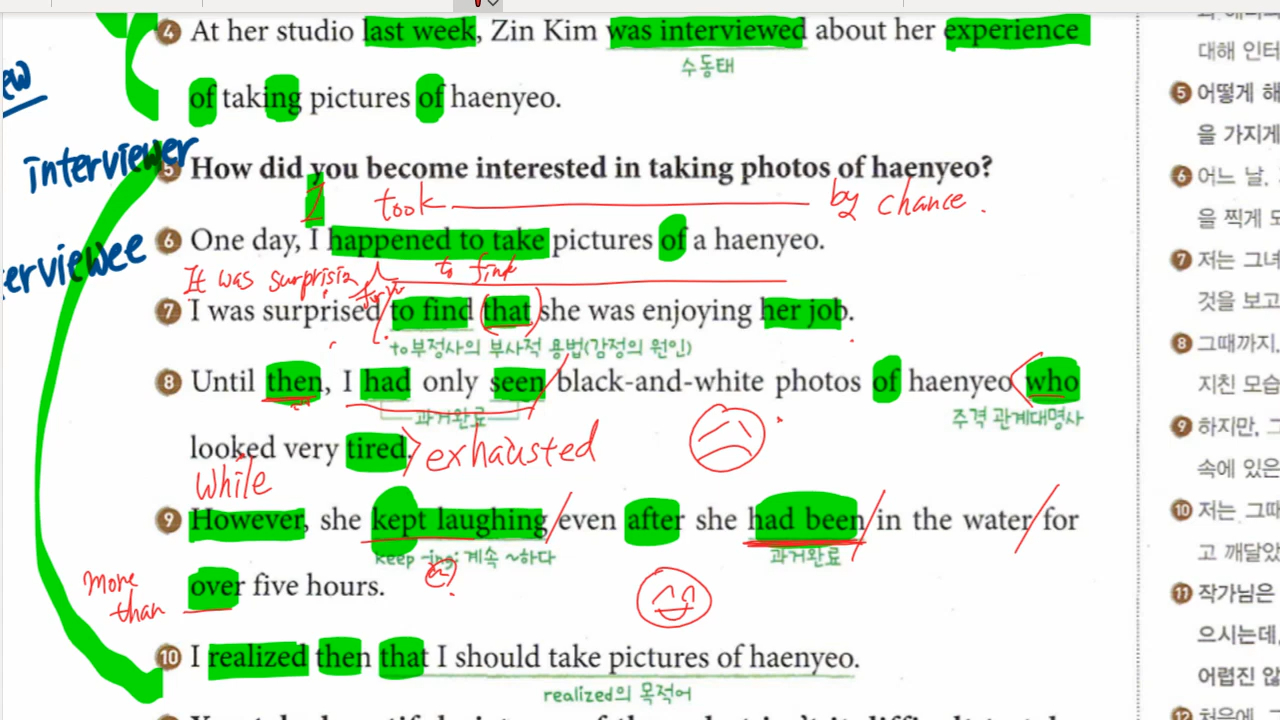 ④ At her studio last week, Zin Kim was interviewed about her experience
수동태
대해 인터
ew
of taking pictures of haenyeo.
⑤ 어떻게 해
을 가지게
interviewer
5 How did you become interested in taking photos of haenyeo?
⑥ 어느 날,
I took by chance.
을 찍게 되
⑥ One day, I happened to take pictures of a haenyeo.
erviewee
⑦ 저는 그녀
It was surprising to find
것을 보고
⑦ I was surprised to find (that) she was enjoying her job.
to부정사의 부사적 용법(감정의 원인)
⑧ 그때까지,
⑧ Until then, I had only seen black-and-white photos of haenyeo who
지친 모습
과거완료
주격 관계대명사
⑨ 하지만, 그
looked very tired. exhausted
속에 있은
While
⑩ 저는 그때
⑨ However, she kept laughing even after she had been in the water for
고 깨달았
keep -ing: 계속 ~하다
과거완료
more than
⑪ 작가님은
over five hours.
으시는데,
⑩ I realized then that I should take pictures of haenyeo.
어렵진 않
realized의 목적어
⑫ 처음에, 그